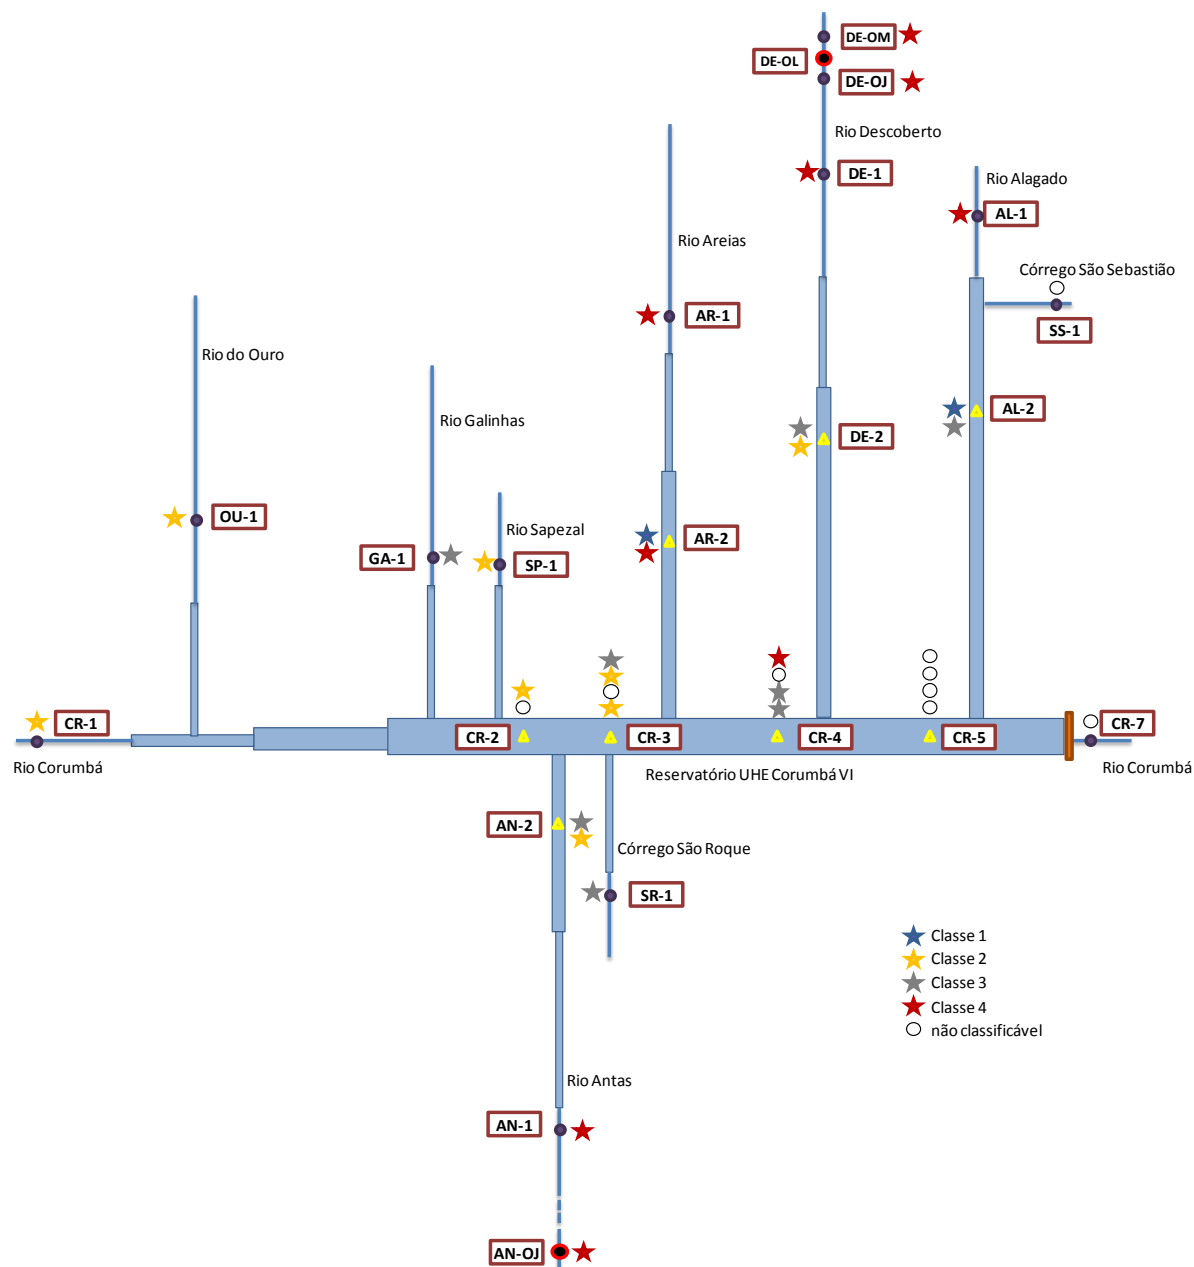 DE-OM
DE-OL
DE-OJ
Rio Descoberto
DE-1
Rio Alagado
AL-1
Rio Areias
Córrego São Sebastião
AR-1
SS-1
Rio do Ouro
AL-2
Rio Galinhas
DE-2
OU-1
Rio Sapezal
AR-2
GA-1
SP-1
CR-1
CR-2
CR-3
CR-4
CR-5
CR-7
Rio Corumbá
Reservatório UHE Corumbá VI
Rio Corumbá
AN-2
Córrego São Roque
SR-1
Classe 1
Classe 2
Classe 3
Classe 4
não classificável
Rio Antas
AN-1
AN-OJ